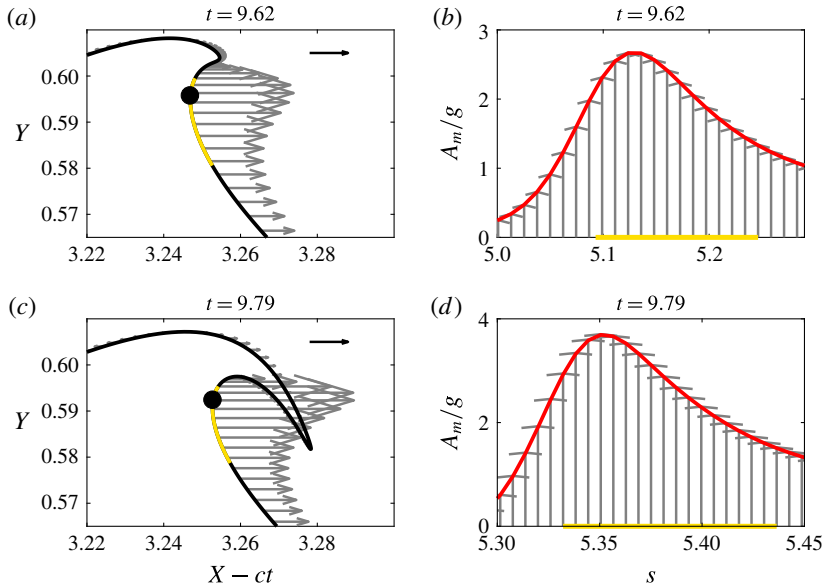 (a) t = 9.62
0.60
0.59
0.58
0.57
Y
3.22 3.24 3.26 3.28
(b) t = 9.62
3
2
1
0
A_m/g
5.0 5.1 5.2
(c) t = 9.79
0.60
0.59
0.58
0.57
Y
3.22 3.24 3.26 3.28
X − ct
(d) t = 9.79
4
2
0
A_m/g
5.30 5.35 5.40 5.45
s